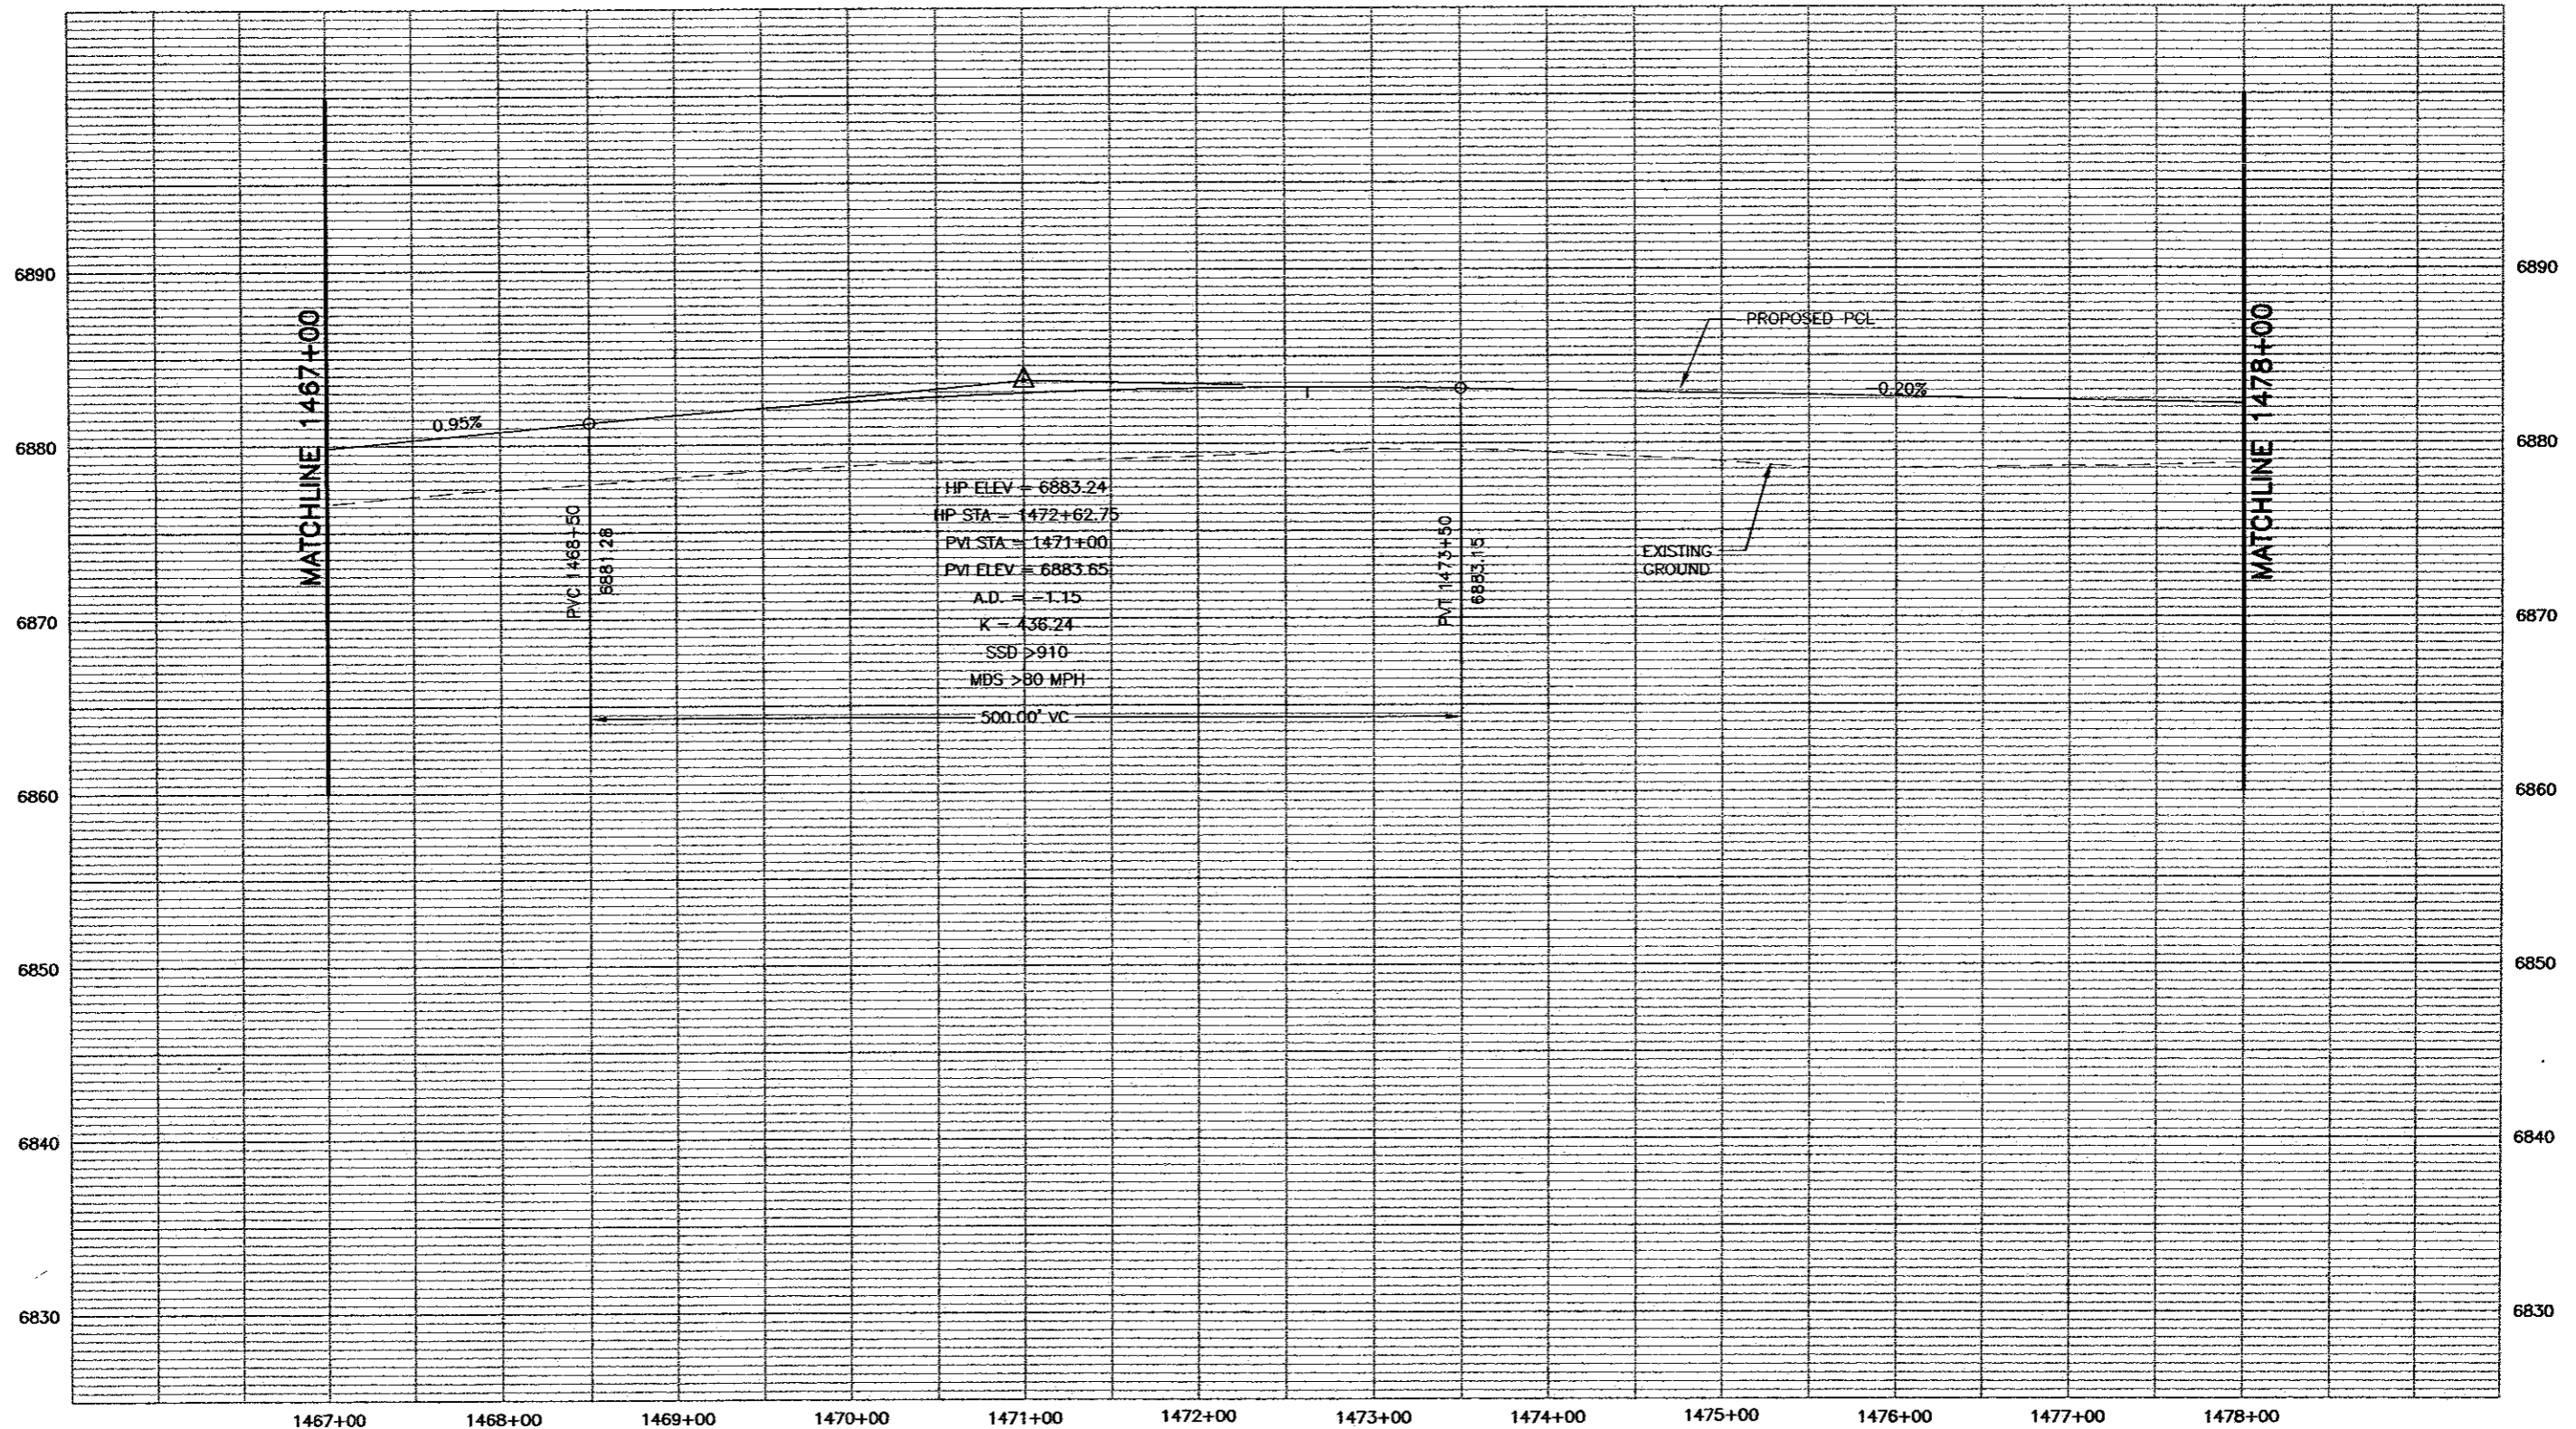 6890
6880
6870
6860
6850
6840
6830
MATCHLINE 1467+00
0.95%
PVC 1468+50
6881.28
HP ELEV = 6883.24
HP STA = 1472+62.75
PVI STA = 1471+00
PVI ELEV = 6883.65
A.D. = -1.15
K = 436.24
SSD >910
MDS >80 MPH
500.00' VC
PVT 1473+50
6883.15
PROPOSED PGL
-0.20%
EXISTING
GROUND
MATCHLINE 1478+00
6890
6880
6870
6860
6850
6840
6830
1467+00 1468+00 1469+00 1470+00 1471+00 1472+00 1473+00 1474+00 1475+00 1476+00 1477+00 1478+00